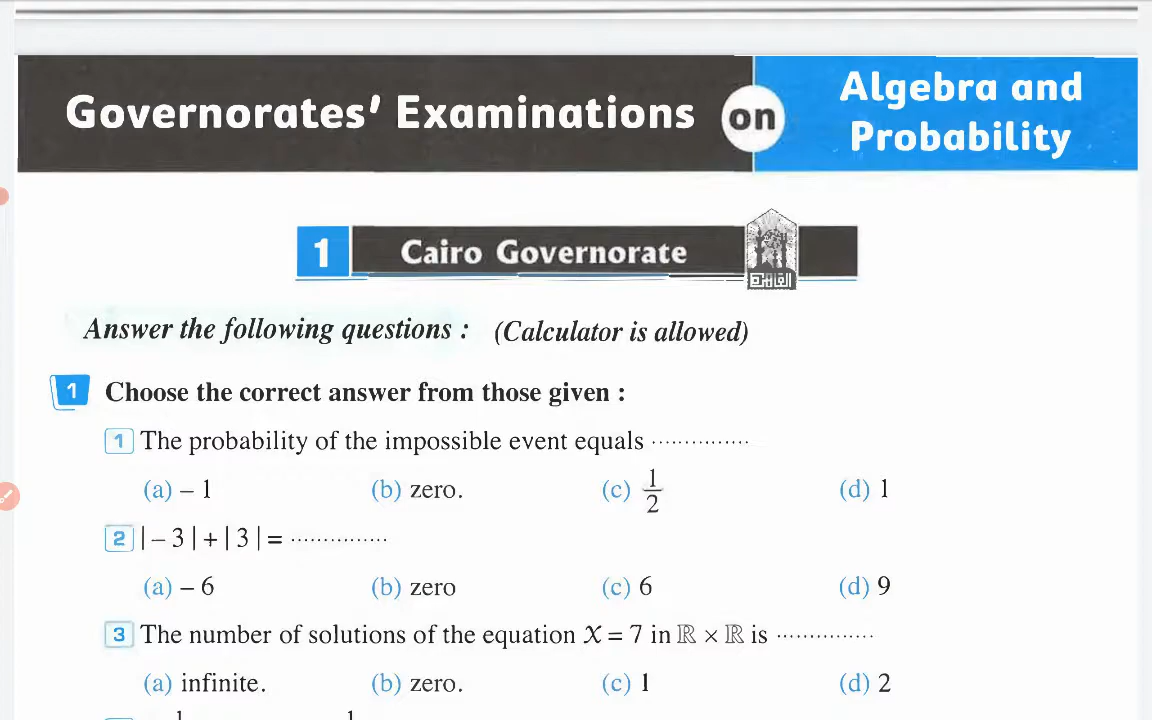 Governorates' Examinations on Algebra and Probability
1 Cairo Governorate القاهرة
Answer the following questions : (Calculator is allowed)
1 Choose the correct answer from those given :
1 The probability of the impossible event equals ...............
(a) – 1 (b) zero. (c) 1/2 (d) 1
2 | – 3 | + | 3 | = ...............
(a) – 6 (b) zero (c) 6 (d) 9
3 The number of solutions of the equation X = 7 in ℝ × ℝ is ...............
(a) infinite. (b) zero. (c) 1 (d) 2